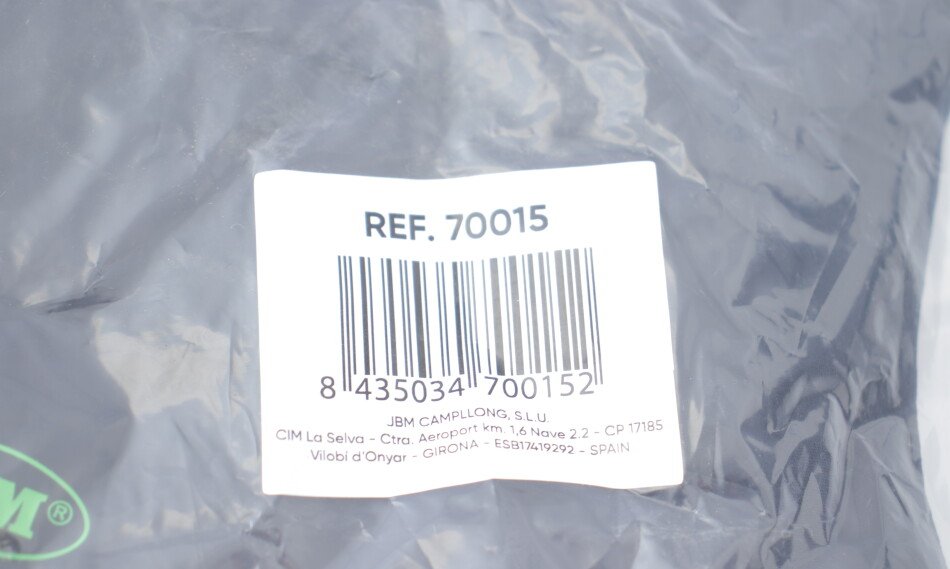 REF. 70015
8 435034 700152
JBM CAMPLLONG, S.L.U.
CIM La Selva - Ctra. Aeroport km. 1,6 Nave 2.2 - CP 17185
Vilobí d'Onyar - GIRONA - ESB17419292 - SPAIN
M®